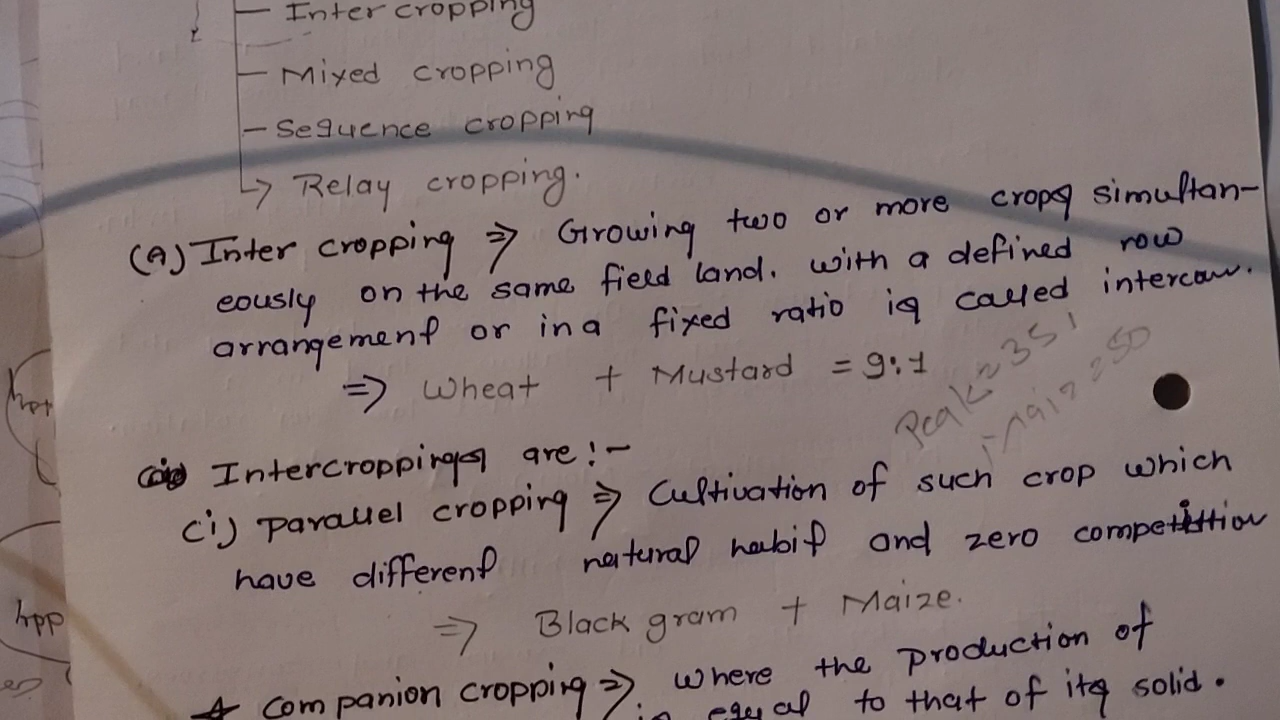 Inter cropping
Mixed cropping
Sequence cropping
Relay cropping.
(A) Inter cropping ⇒ Growing two or more crops simultan-
eously on the same field land. with a defined row
arrangement or in a fixed ratio is called
⇒ Wheat + Mustard = 9:1
Intercropping are :-
(i) Parallel cropping ⇒ Cultivation of such crop which
have different natural habit and zero competition
⇒ Black gram + Maize.
Companion cropping ⇒ where the production of
equal to that of its solid.